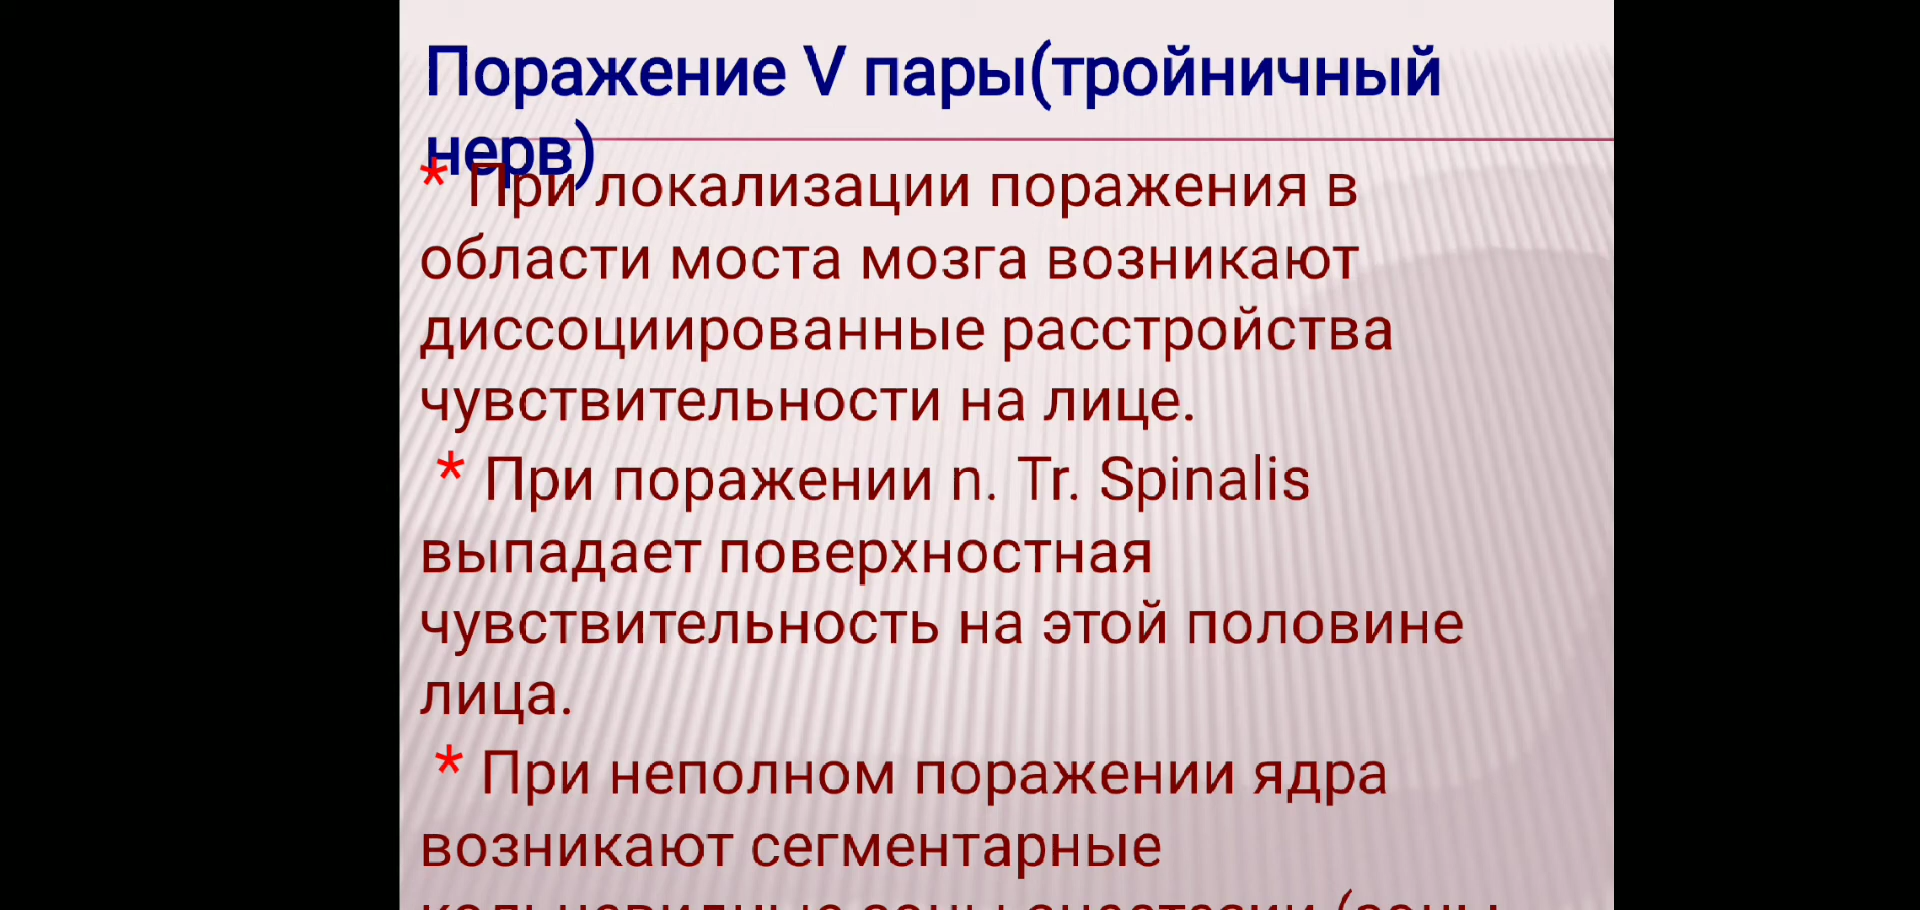 Поражение V пары(тройничный
нерв)
* При локализации поражения в
области моста мозга возникают
диссоциированные расстройства
чувствительности на лице.
* При поражении n. Tr. Spinalis
выпадает поверхностная
чувствительность на этой половине
лица.
* При неполном поражении ядра
возникают сегментарные